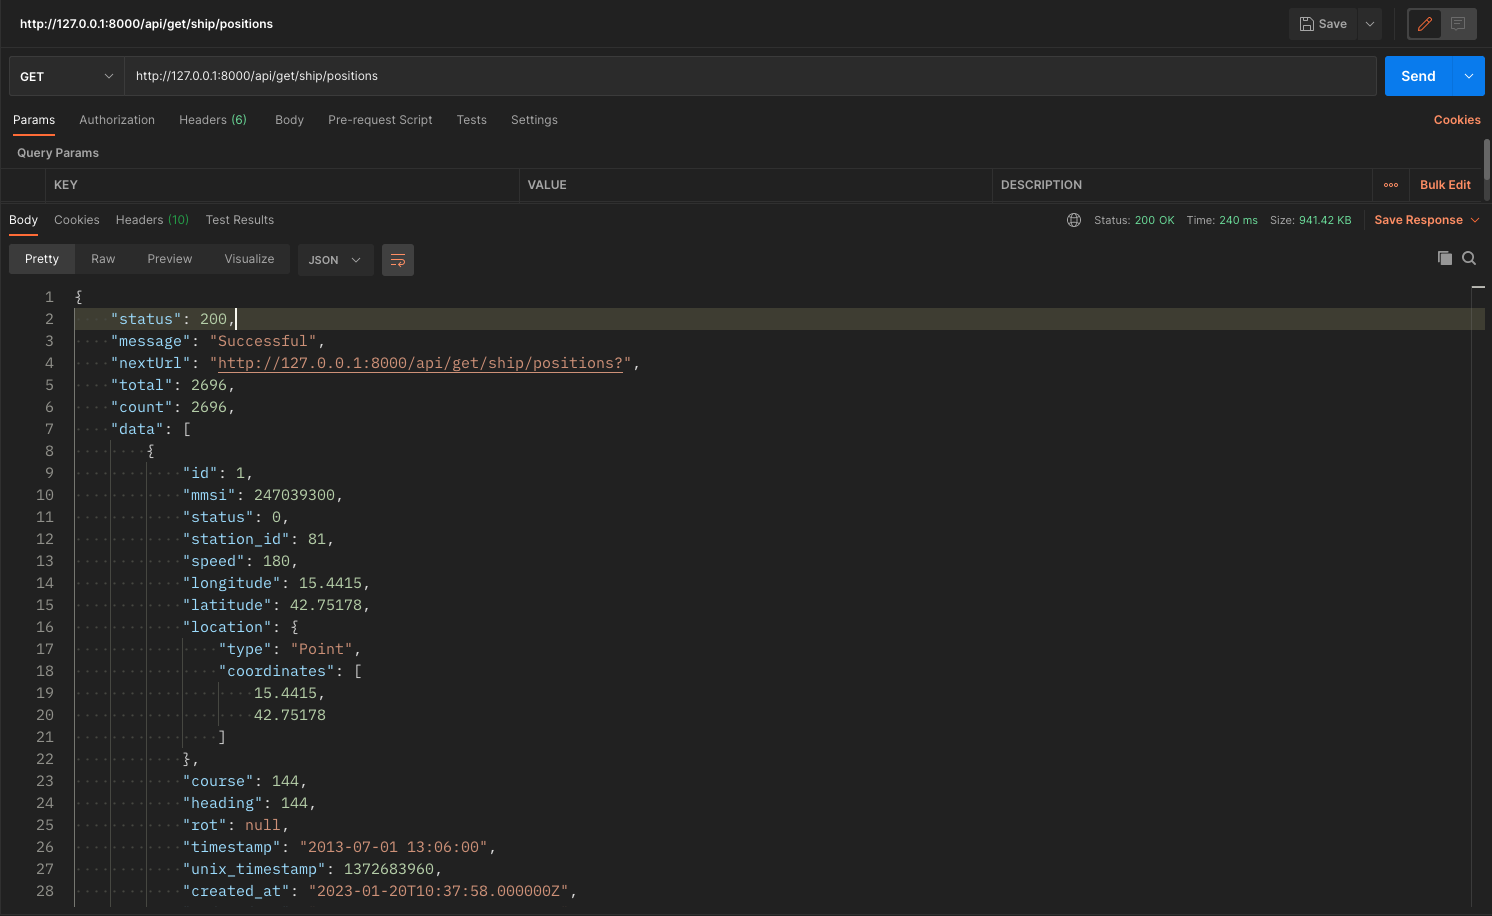 http://127.0.0.1:8000/api/get/ship/positions
Save
GET
http://127.0.0.1:8000/api/get/ship/positions
Send
Params Authorization Headers (6) Body Pre-request Script Tests Settings Cookies
Query Params
KEY VALUE DESCRIPTION Bulk Edit
Body Cookies Headers (10) Test Results Status: 200 OK Time: 240 ms Size: 941.42 KB Save Response
Pretty Raw Preview Visualize JSON
1 {
2 "status": 200,
3 "message": "Successful",
4 "nextUrl": "http://127.0.0.1:8000/api/get/ship/positions?",
5 "total": 2696,
6 "count": 2696,
7 "data": [
8 {
9 "id": 1,
10 "mmsi": 247039300,
11 "status": 0,
12 "station_id": 81,
13 "speed": 180,
14 "longitude": 15.4415,
15 "latitude": 42.75178,
16 "location": {
17 "type": "Point",
18 "coordinates": [
19 15.4415,
20 42.75178
21 ]
22 },
23 "course": 144,
24 "heading": 144,
25 "rot": null,
26 "timestamp": "2013-07-01 13:06:00",
27 "unix_timestamp": 1372683960,
28 "created_at": "2023-01-20T10:37:58.000000Z",